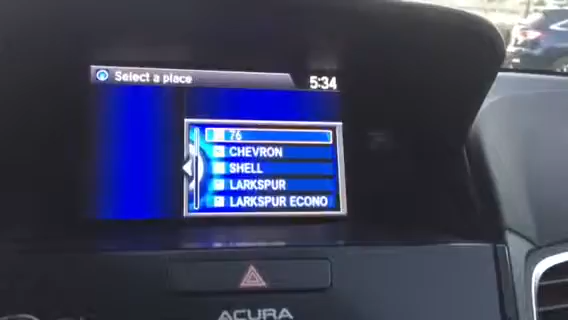 Select a place
5:34
76
CHEVRON
SHELL
LARKSPUR
LARKSPUR ECONO
ACURA